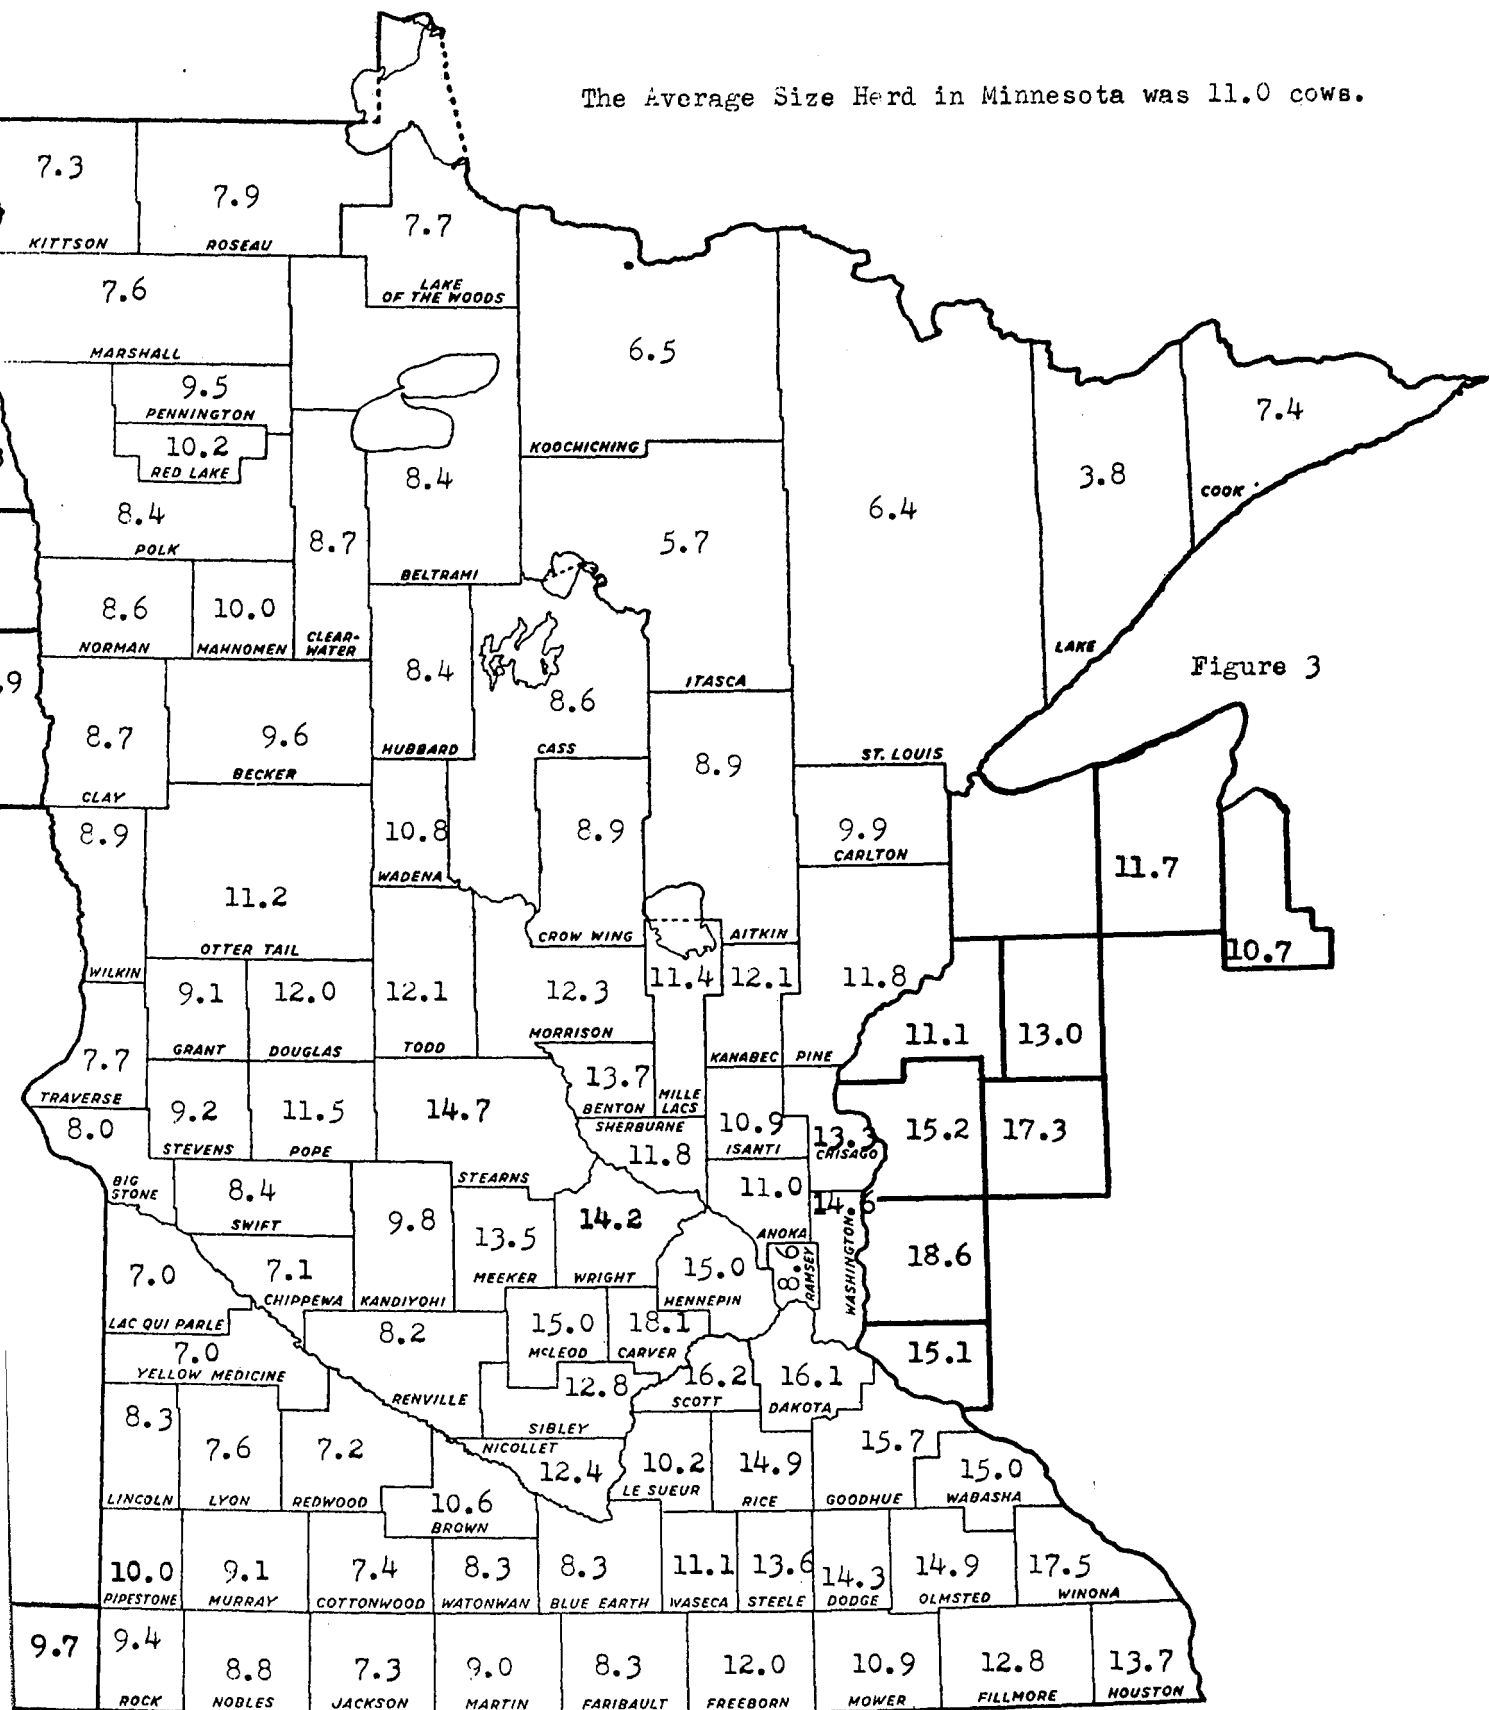 The Average Size Herd in Minnesota was 11.0 cows.
7.3
KITTSON
7.9
ROSEAU
7.7
LAKE
OF THE WOODS
7.6
MARSHALL
6.5
KOOCHICHING
9.5
PENNINGTON
10.2
RED LAKE
7.4
COOK
3.8
LAKE
6.4
ST. LOUIS
8.4
POLK
8.7
CLEAR-
WATER
8.4
BELTRAMI
5.7
ITASCA
8.6
NORMAN
10.0
MAHNOMEN
8.4
HUBBARD
8.6
CASS
Figure 3
.9
8.7
CLAY
9.6
BECKER
8.9
AITKIN
8.9
WILKIN
11.2
OTTER TAIL
10.8
WADENA
8.9
CROW WING
9.9
CARLTON
11.7
10.7
9.1
GRANT
12.0
DOUGLAS
12.1
TODD
12.3
MORRISON
11.4
MILLE
LACS
12.1
KANABEC
11.8
PINE
11.1
13.0
7.7
TRAVERSE
8.0
BIG
STONE
9.2
STEVENS
11.5
POPE
14.7
STEARNS
13.7
BENTON
SHERBURNE
11.8
10.9
ISANTI
13.3
CHISAGO
15.2
17.3
8.4
SWIFT
9.8
KANDIYOHI
13.5
MEEKER
14.2
WRIGHT
11.0
ANOKA
14.6
WASHINGTON
8.6
RAMSEY
15.0
HENNEPIN
18.6
7.0
LAC QUI PARLE
7.1
CHIPPEWA
8.2
RENVILLE
15.0
McLEOD
18.1
CARVER
15.1
7.0
YELLOW MEDICINE
12.8
SIBLEY
16.2
SCOTT
16.1
DAKOTA
8.3
LINCOLN
7.6
LYON
7.2
REDWOOD
NICOLLET
12.4
10.2
LE SUEUR
14.9
RICE
15.7
GOODHUE
15.0
WABASHA
10.6
BROWN
10.0
PIPESTONE
9.1
MURRAY
7.4
COTTONWOOD
8.3
WATONWAN
8.3
BLUE EARTH
11.1
WASECA
13.6
STEELE
14.3
DODGE
14.9
OLMSTED
17.5
WINONA
9.7
9.4
ROCK
8.8
NOBLES
7.3
JACKSON
9.0
MARTIN
8.3
FARIBAULT
12.0
FREEBORN
10.9
MOWER
12.8
FILLMORE
13.7
HOUSTON